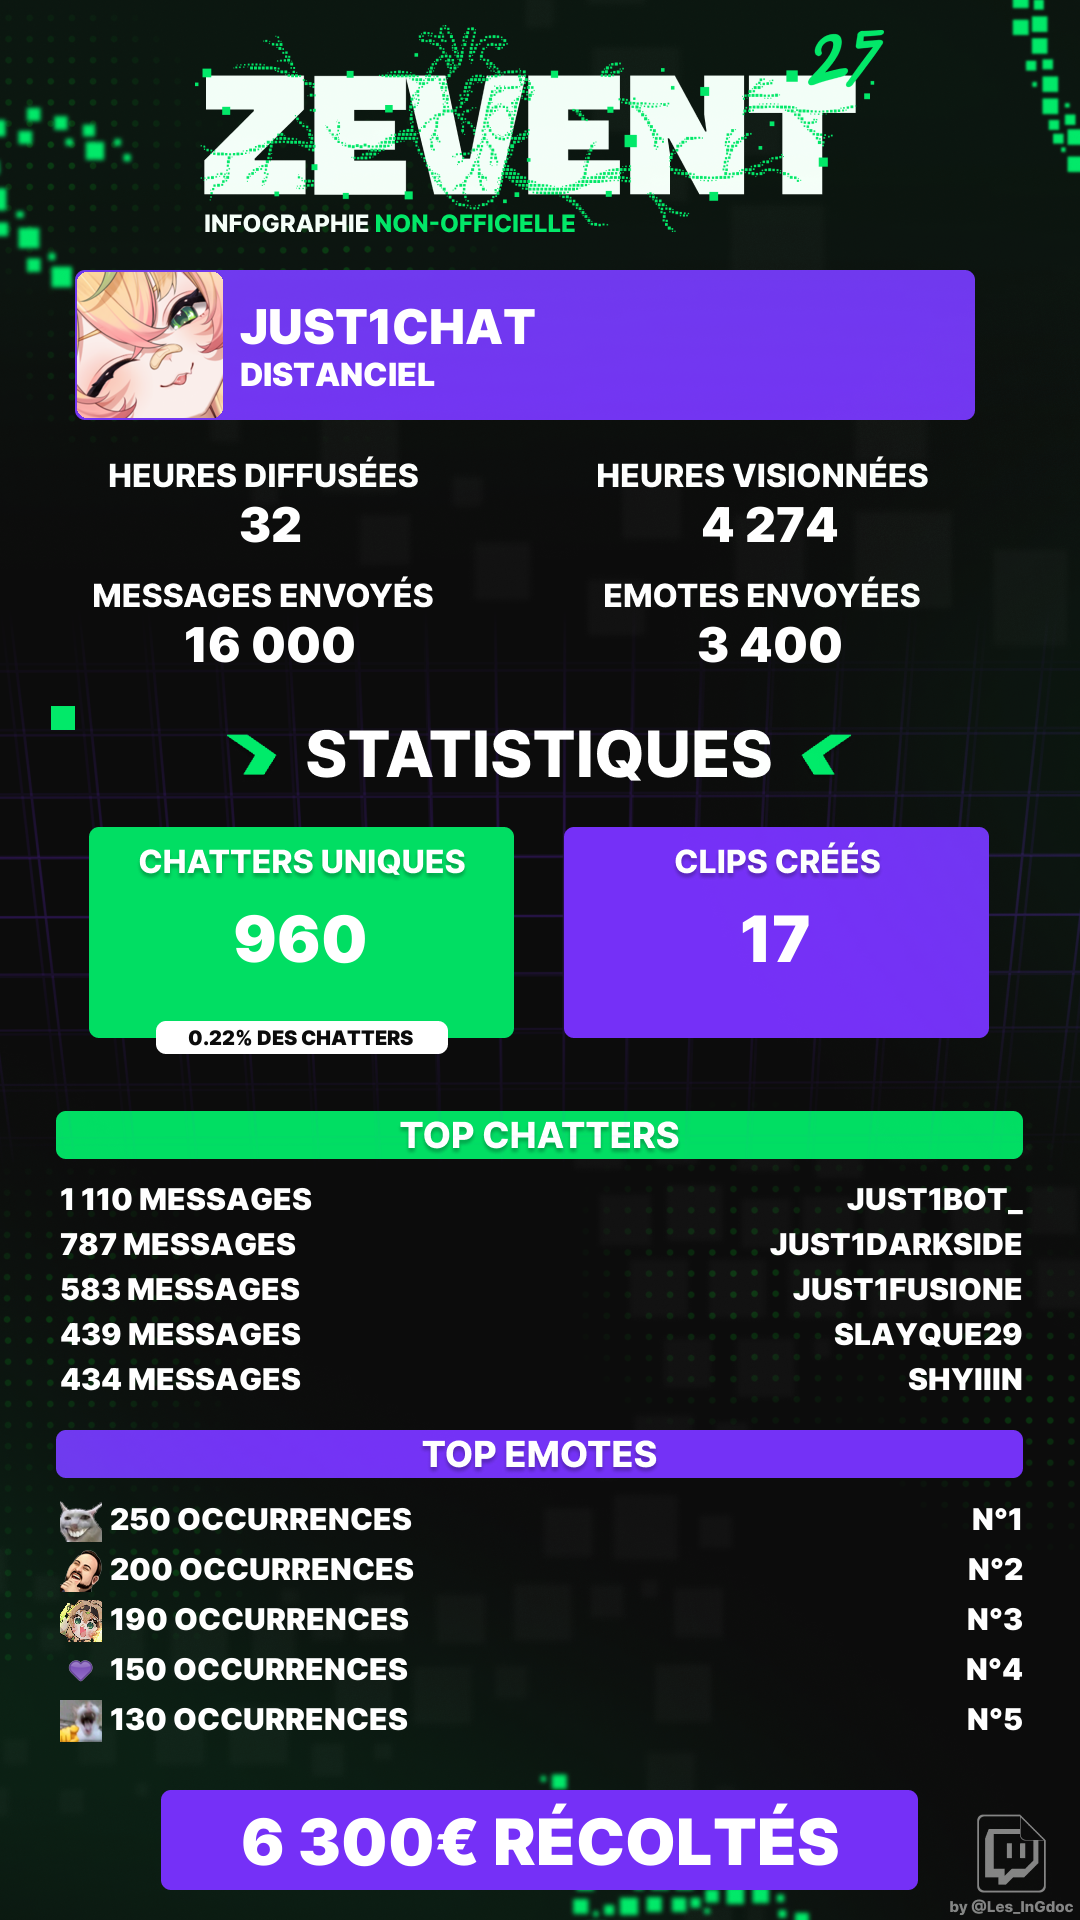 ZEVENT 25
INFOGRAPHIE NON-OFFICIELLE
JUST1CHAT
DISTANCIEL
HEURES DIFFUSÉES
32
HEURES VISIONNÉES
4 274
MESSAGES ENVOYÉS
16 000
EMOTES ENVOYÉES
3 400
STATISTIQUES
CHATTERS UNIQUES
960
0.22% DES CHATTERS
CLIPS CRÉÉS
17
TOP CHATTERS
1 110 MESSAGES JUST1BOT_
787 MESSAGES JUST1DARKSIDE
583 MESSAGES JUST1FUSIONE
439 MESSAGES SLAYQUE29
434 MESSAGES SHYIIIN
TOP EMOTES
250 OCCURRENCES N°1
200 OCCURRENCES N°2
190 OCCURRENCES N°3
150 OCCURRENCES N°4
130 OCCURRENCES N°5
6 300€ RÉCOLTÉS
by @Les_InGdoc